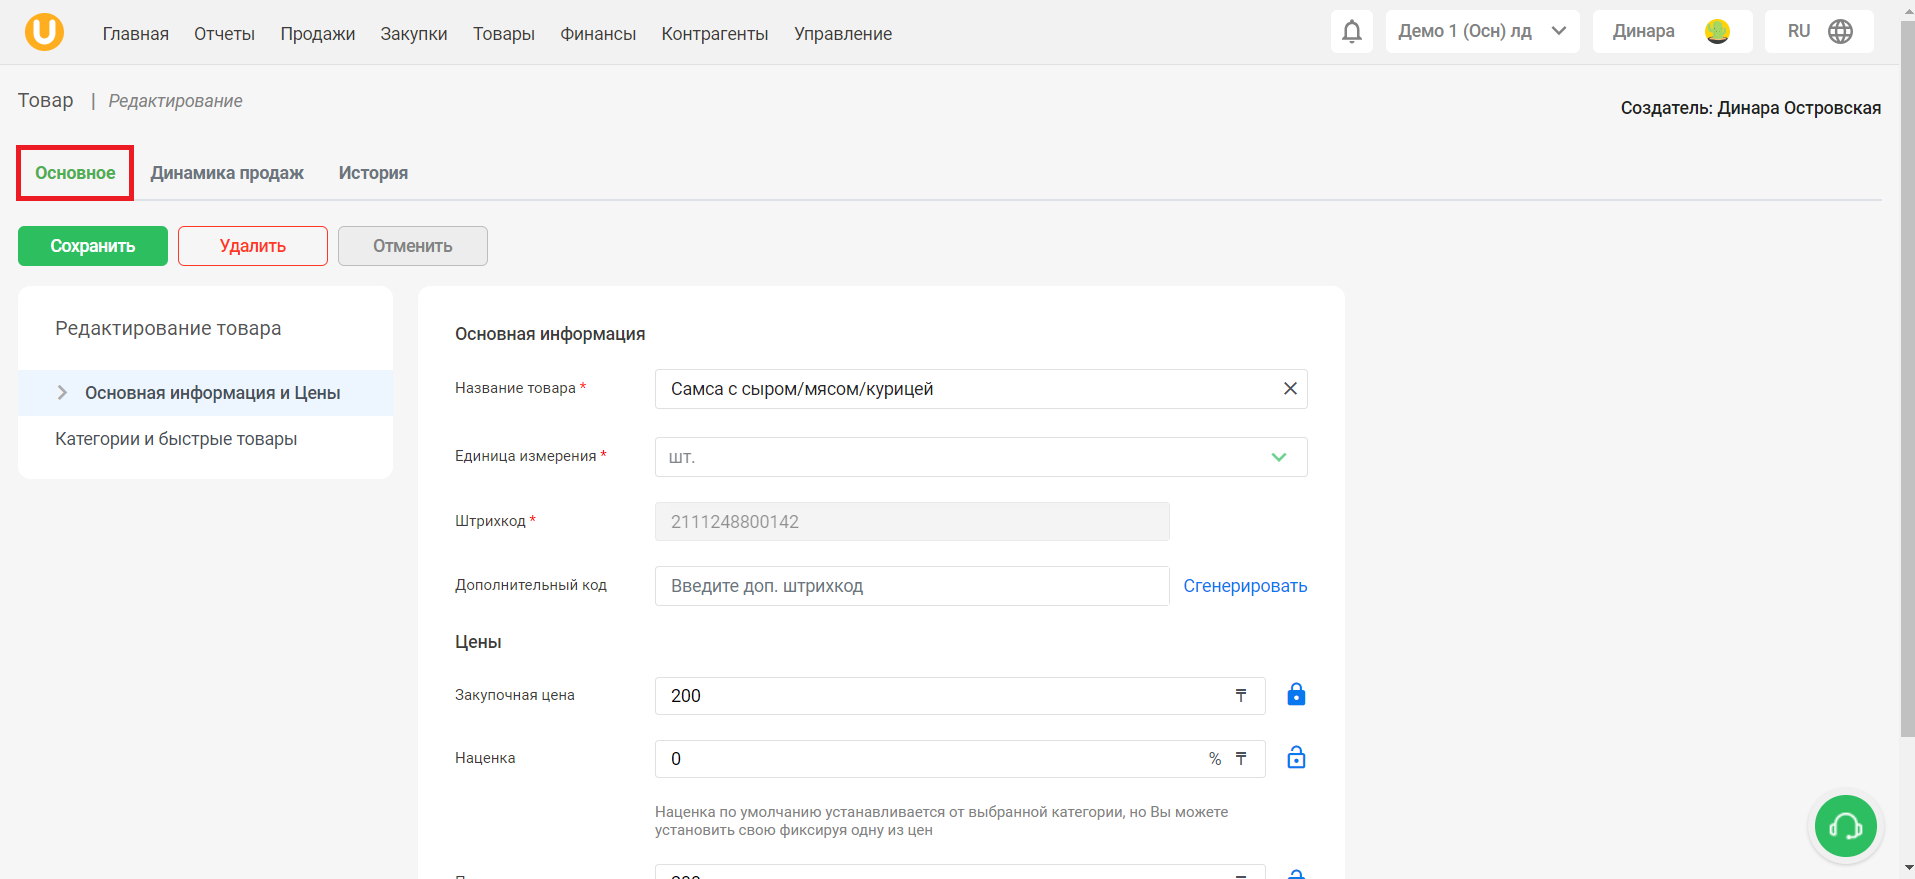 U
Главная Отчеты Продажи Закупки Товары Финансы Контрагенты Управление Демо 1 (Осн) лд Динара RU
Товар | Редактирование
Создатель: Динара Островская
Основное Динамика продаж История
Сохранить Удалить Отменить
Редактирование товара
Основная информация и Цены
Категории и быстрые товары
Основная информация
Название товара * Самса с сыром/мясом/курицей
Единица измерения * шт.
Штрихкод * 2111248800142
Дополнительный код Введите доп. штрихкод Сгенерировать
Цены
Закупочная цена 200 ₸
Наценка 0 % ₸
Наценка по умолчанию устанавливается от выбранной категории, но Вы можете
установить свою фиксируя одну из цен